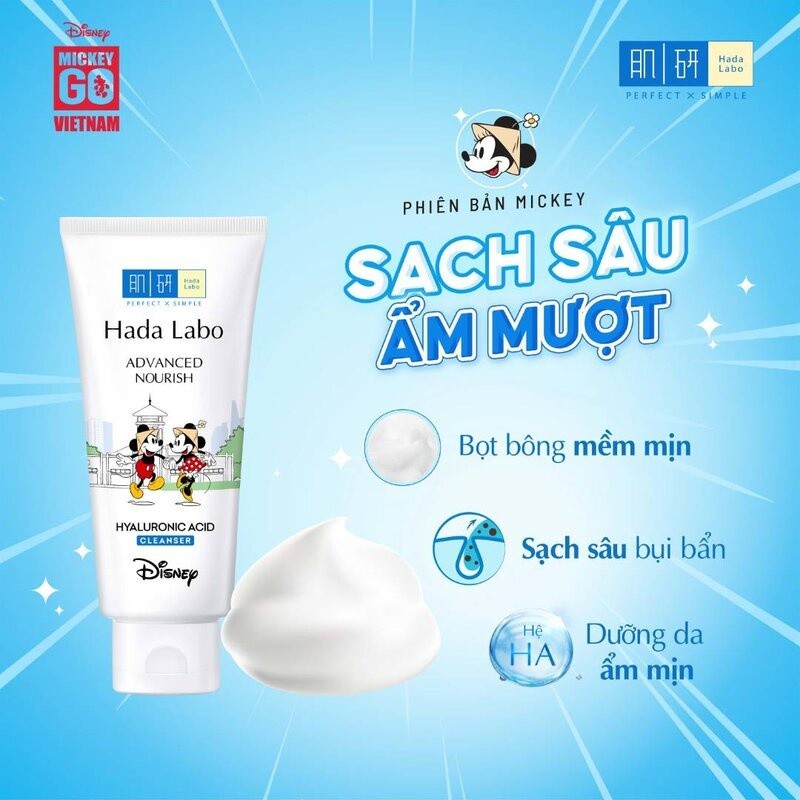 Disney
MICKEY
GO
VIETNAM
肌 研
Hada
Labo
PERFECT × SIMPLE
PHIÊN BẢN MICKEY
SẠCH SÂU
ẨM MƯỢT
肌 研
Hada
Labo
PERFECT × SIMPLE
Hada Labo
ADVANCED
NOURISH
HYALURONIC ACID
CLEANSER
Disney
Bọt bông mềm mịn
Sạch sâu bụi bẩn
Hệ
HA
Dưỡng da
ẩm mịn